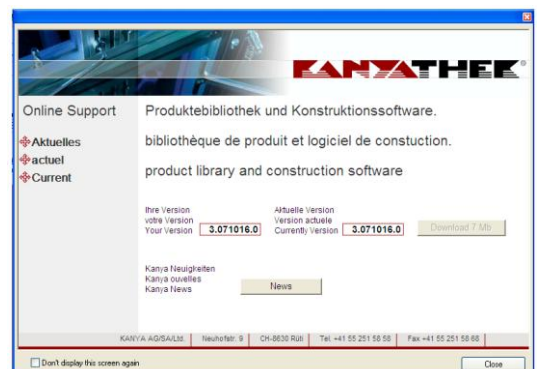 KANYATHEK®
Online Support
Aktuelles
actuel
Current
Produktebibliothek und Konstruktionssoftware.
bibliothèque de produit et logiciel de constuction.
product library and construction software
Ihre Version
votre Version
Your Version 3.071016.0
Aktuelle Version
Version actuele
Currently Version 3.071016.0
Download 7 Mb
Kanya Neuigkeiten
Kanya ouvelles
Kanya News
News
KANYA AG/SA/Ltd. Neuhofstr. 9 CH-8630 Rüti Tel. +41 55 251 58 58 Fax +41 55 251 58 68
Don't display this screen again
Close